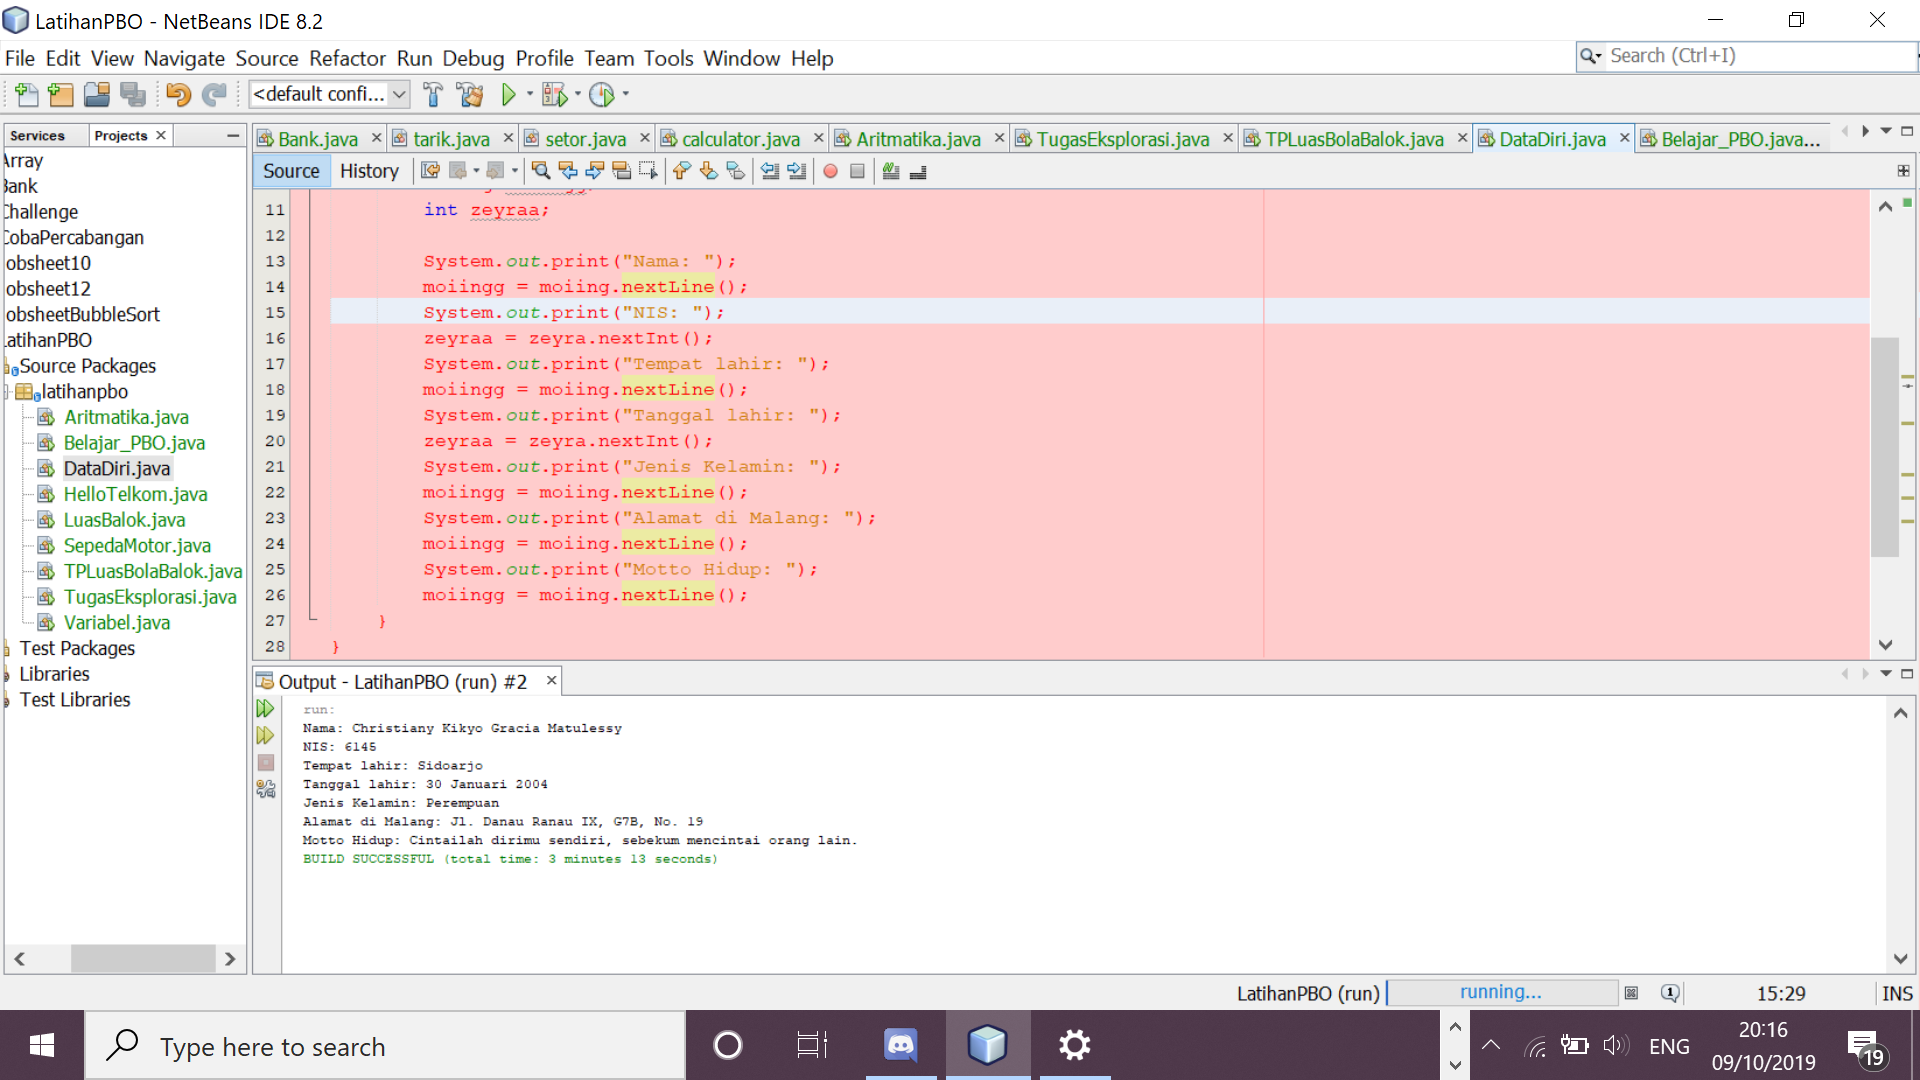 LatihanPBO - NetBeans IDE 8.2
File Edit View Navigate Source Refactor Run Debug Profile Team Tools Window Help
Search (Ctrl+I)
<default confi...
Services Projects
Bank.java tarik.java setor.java calculator.java Aritmatika.java TugasEksplorasi.java TPLuasBolaBalok.java DataDiri.java Belajar_PBO.java...
Source History
Array
Bank
Challenge
CobaPercabangan
obsheet10
obsheet12
obsheetBubbleSort
LatihanPBO
Source Packages
latihanpbo
Aritmatika.java
Belajar_PBO.java
DataDiri.java
HelloTelkom.java
LuasBalok.java
SepedaMotor.java
TPLuasBolaBalok.java
TugasEksplorasi.java
Variabel.java
Test Packages
Libraries
Test Libraries
11 int zeyraa;
12
13 System.out.print("Nama: ");
14 moiingg = moiing.nextLine();
15 System.out.print("NIS: ");
16 zeyraa = zeyra.nextInt();
17 System.out.print("Tempat lahir: ");
18 moiingg = moiing.nextLine();
19 System.out.print("Tanggal lahir: ");
20 zeyraa = zeyra.nextInt();
21 System.out.print("Jenis Kelamin: ");
22 moiingg = moiing.nextLine();
23 System.out.print("Alamat di Malang: ");
24 moiingg = moiing.nextLine();
25 System.out.print("Motto Hidup: ");
26 moiingg = moiing.nextLine();
27 }
28 }
Output - LatihanPBO (run) #2
run:
Nama: Christiany Kikyo Gracia Matulessy
NIS: 6145
Tempat lahir: Sidoarjo
Tanggal lahir: 30 Januari 2004
Jenis Kelamin: Perempuan
Alamat di Malang: Jl. Danau Ranau IX, G7B, No. 19
Motto Hidup: Cintailah dirimu sendiri, sebekum mencintai orang lain.
BUILD SUCCESSFUL (total time: 3 minutes 13 seconds)
LatihanPBO (run) running... 1 15:29 INS
Type here to search
ENG
20:16
09/10/2019
19